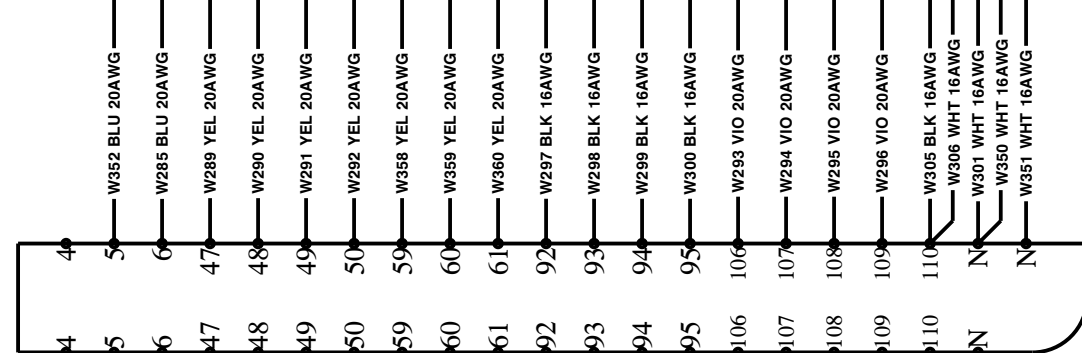 W352 BLU 20AWG
W285 BLU 20AWG
W289 YEL 20AWG
W290 YEL 20AWG
W291 YEL 20AWG
W292 YEL 20AWG
W358 YEL 20AWG
W359 YEL 20AWG
W360 YEL 20AWG
W297 BLK 16AWG
W298 BLK 16AWG
W299 BLK 16AWG
W300 BLK 16AWG
W293 VIO 20AWG
W294 VIO 20AWG
W295 VIO 20AWG
W296 VIO 20AWG
W305 BLK 16AWG
W306 WHT 16AWG
W301 WHT 16AWG
W350 WHT 16AWG
W351 WHT 16AWG
4 5 6 47 48 49 50 59 60 61 92 93 94 95 106 107 108 109 110 N N
4 5 6 47 48 49 50 59 60 61 92 93 94 95 106 107 108 109 110 N